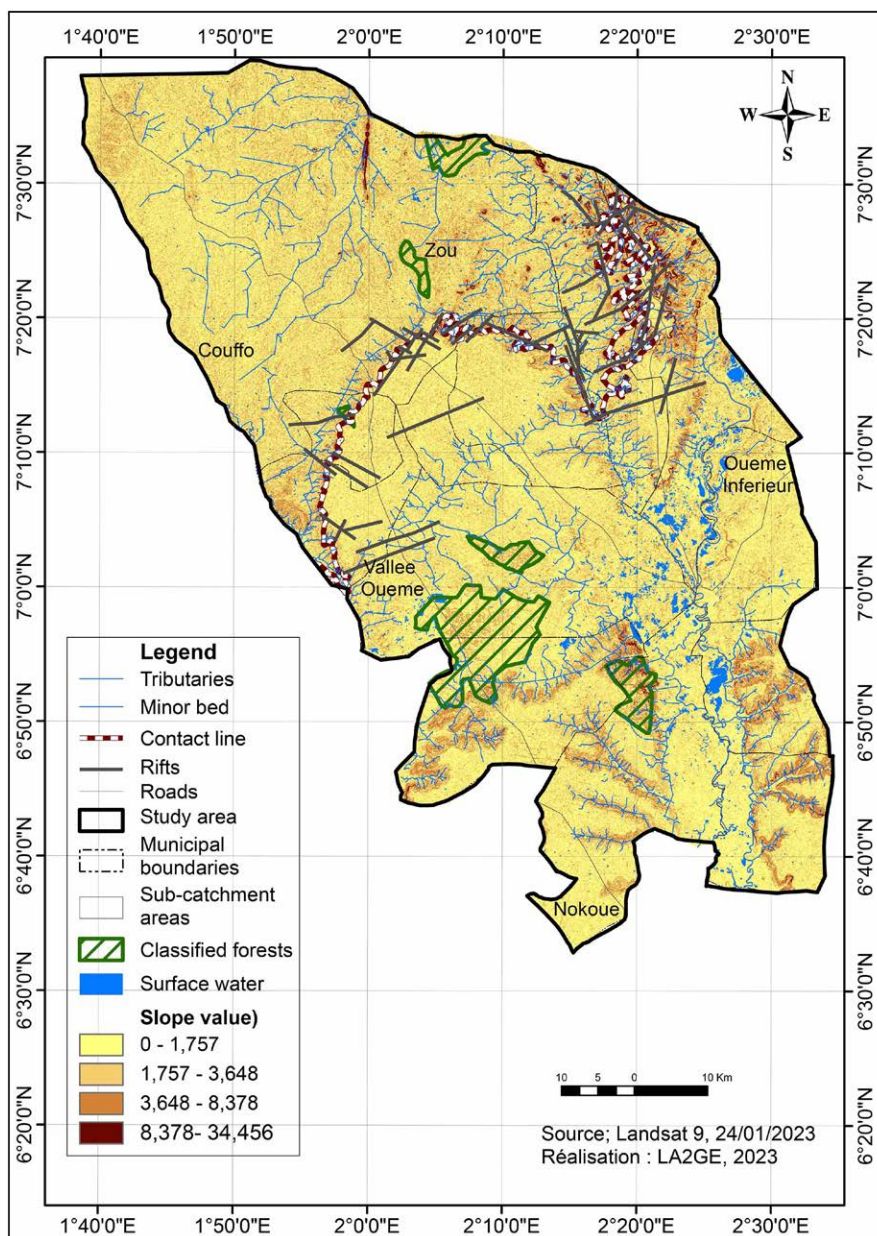 1°40'0"E 1°50'0"E 2°0'0"E 2°10'0"E 2°20'0"E 2°30'0"E
N
W E
S
7°30'0"N 7°30'0"N
Zou
7°20'0"N 7°20'0"N
Couffo
7°10'0"N 7°10'0"N
Oueme
Inferieur
7°0'0"N 7°0'0"N
Vallee
Oueme
6°50'0"N 6°50'0"N
6°40'0"N 6°40'0"N
Nokoue
6°30'0"N 6°30'0"N
6°20'0"N 6°20'0"N
Legend
Tributaries
Minor bed
Contact line
Rifts
Roads
Study area
Municipal
boundaries
Sub-catchment
areas
Classified forests
Surface water
Slope value)
0 - 1,757
1,757 - 3,648
3,648 - 8,378
8,378- 34,456
10 5 0 10 Km
Source; Landsat 9, 24/01/2023
Réalisation : LA2GE, 2023
1°40'0"E 1°50'0"E 2°0'0"E 2°10'0"E 2°20'0"E 2°30'0"E